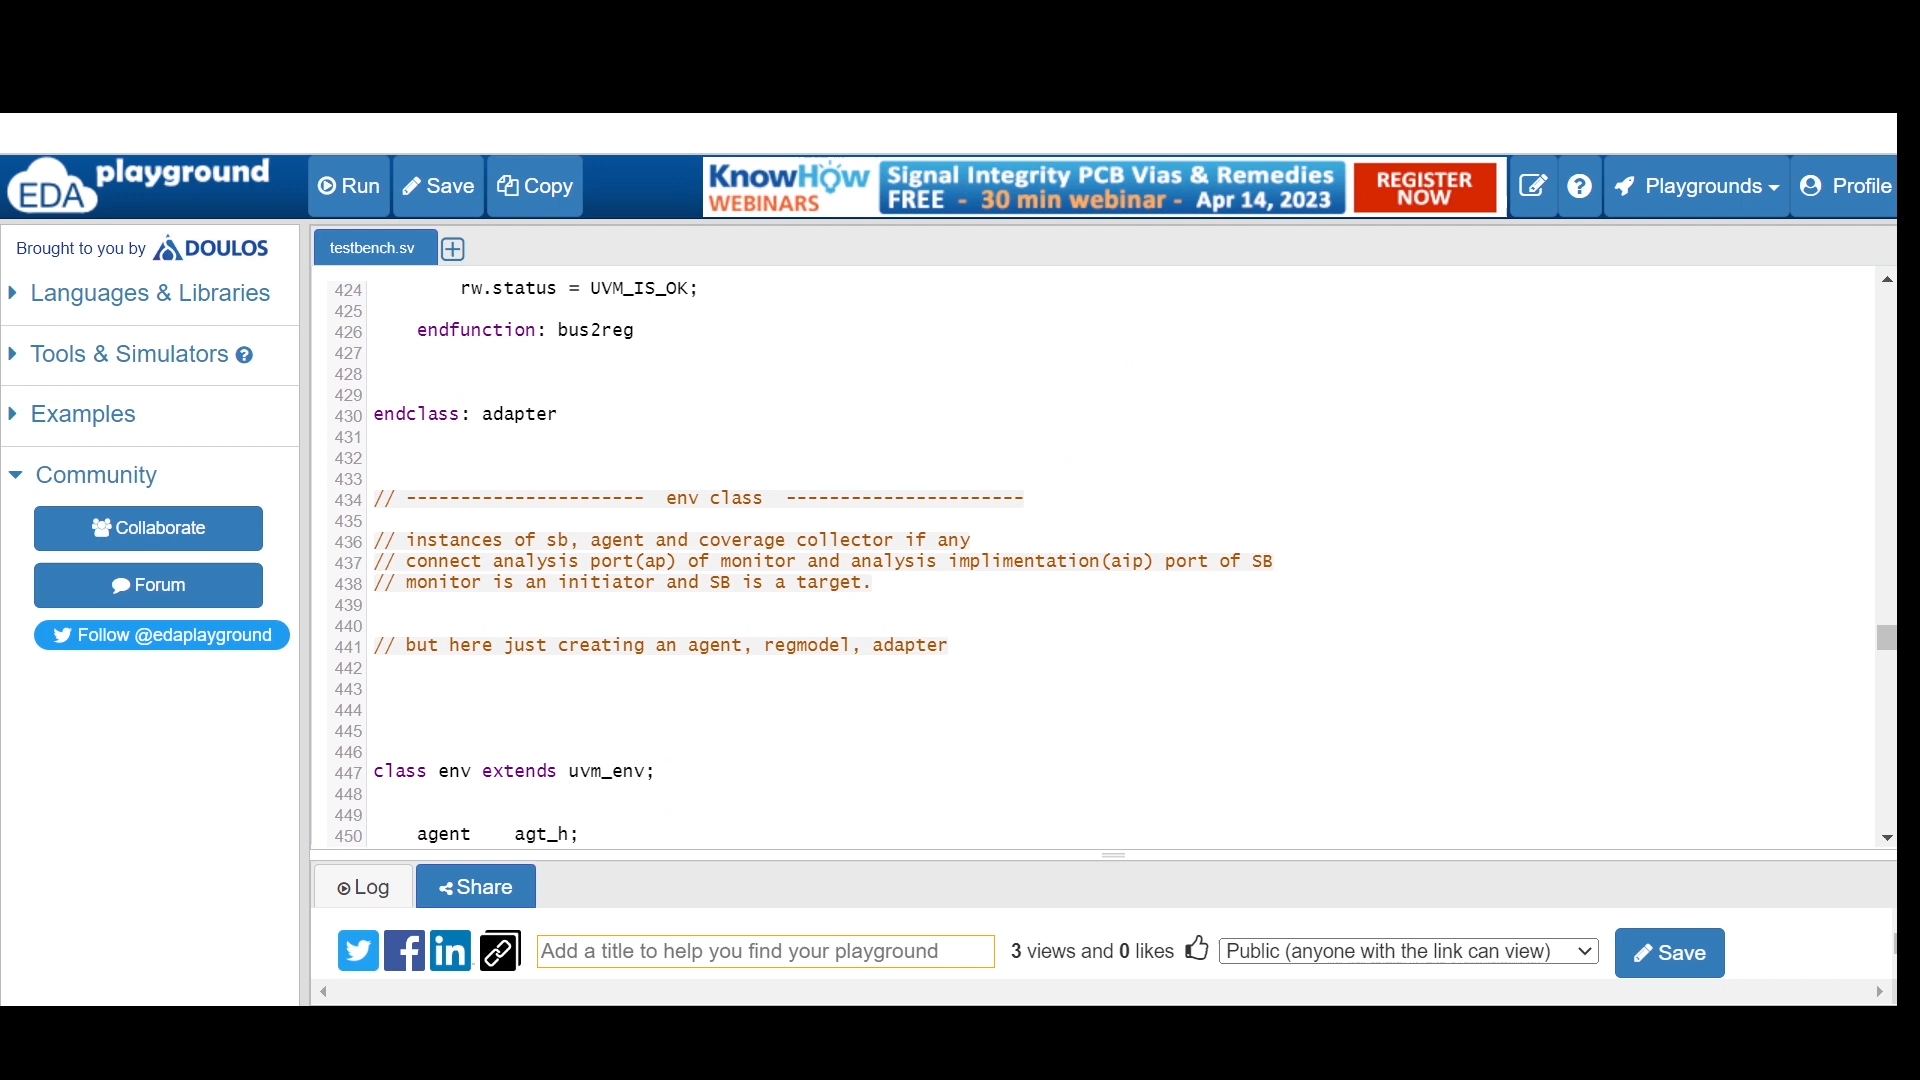 EDA playground
Run
Save
Copy
KnowHow WEBINARS
Signal Integrity PCB Vias & Remedies
FREE - 30 min webinar - Apr 14, 2023
REGISTER NOW
Playgrounds
Profile
Brought to you by DOULOS
Languages & Libraries
Tools & Simulators
Examples
Community
Collaborate
Forum
Follow @edaplayground
testbench.sv
424 rw.status = UVM_IS_OK;
425
426 endfunction: bus2reg
427
428
429
430 endclass: adapter
431
432
433
434 // ---------------------- env class ----------------------
435
436 // instances of sb, agent and coverage collector if any
437 // connect analysis port(ap) of monitor and analysis implimentation(aip) port of SB
438 // monitor is an initiator and SB is a target.
439
440
441 // but here just creating an agent, regmodel, adapter
442
443
444
445
446
447 class env extends uvm_env;
448
449
450 agent agt_h;
Log
Share
Add a title to help you find your playground
3 views and 0 likes
Public (anyone with the link can view)
Save